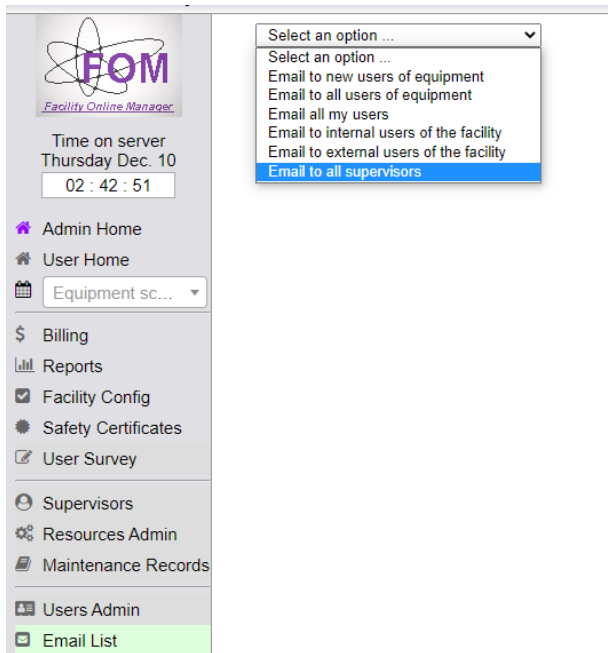 FOM
Facility Online Manager
Time on server
Thursday Dec. 10
02 : 42 : 51
Admin Home
User Home
Equipment sc...
Billing
Reports
Facility Config
Safety Certificates
User Survey
Supervisors
Resources Admin
Maintenance Records
Users Admin
Email List
Select an option ...
Select an option ...
Email to new users of equipment
Email to all users of equipment
Email all my users
Email to internal users of the facility
Email to external users of the facility
Email to all supervisors